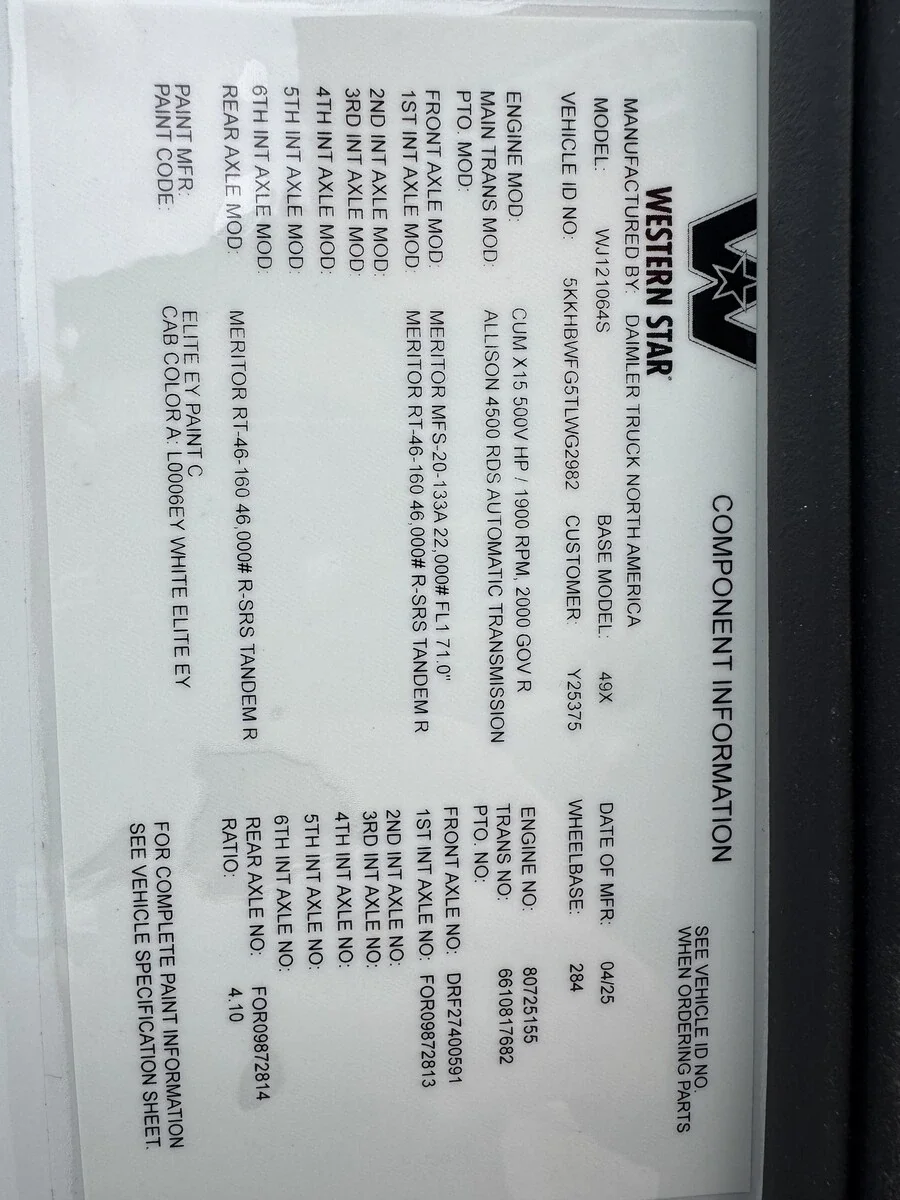 COMPONENT INFORMATION
SEE VEHICLE ID NO.
WHEN ORDERING PARTS
WESTERN STAR®
MANUFACTURED BY: DAIMLER TRUCK NORTH AMERICA
MODEL: WJ121064S BASE MODEL: 49X DATE OF MFR: 04/25
VEHICLE ID NO: 5KKHBWFG5TLWG2982 CUSTOMER: Y25375 WHEELBASE: 284
ENGINE MOD: CUM X15 500V HP / 1900 RPM, 2000 GOV R ENGINE NO: 80725155
MAIN TRANS MOD: ALLISON 4500 RDS AUTOMATIC TRANSMISSION TRANS NO: 6610817682
PTO. MOD: PTO. NO:
FRONT AXLE MOD: MERITOR MFS-20-133A 22,000# FL1 71.0" FRONT AXLE NO: DRF27400591
1ST INT AXLE MOD: MERITOR RT-46-160 46,000# R-SRS TANDEM R 1ST INT AXLE NO: FOR09872813
2ND INT AXLE MOD: 2ND INT AXLE NO:
3RD INT AXLE MOD: 3RD INT AXLE NO:
4TH INT AXLE MOD: 4TH INT AXLE NO:
5TH INT AXLE MOD: 5TH INT AXLE NO:
6TH INT AXLE MOD: 6TH INT AXLE NO:
REAR AXLE MOD: MERITOR RT-46-160 46,000# R-SRS TANDEM R REAR AXLE NO: FOR09872814
RATIO: 4.10
PAINT MFR: ELITE EY PAINT C
PAINT CODE: CAB COLOR A: L0006EY WHITE ELITE EY
FOR COMPLETE PAINT INFORMATION
SEE VEHICLE SPECIFICATION SHEET.